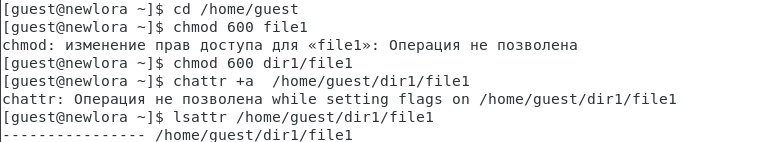 [guest@newlora ~]$ cd /home/guest
[guest@newlora ~]$ chmod 600 file1
chmod: изменение прав доступа для «file1»: Операция не позволена
[guest@newlora ~]$ chmod 600 dir1/file1
[guest@newlora ~]$ chattr +a  /home/guest/dir1/file1
chattr: Операция не позволена while setting flags on /home/guest/dir1/file1
[guest@newlora ~]$ lsattr /home/guest/dir1/file1
---------------- /home/guest/dir1/file1